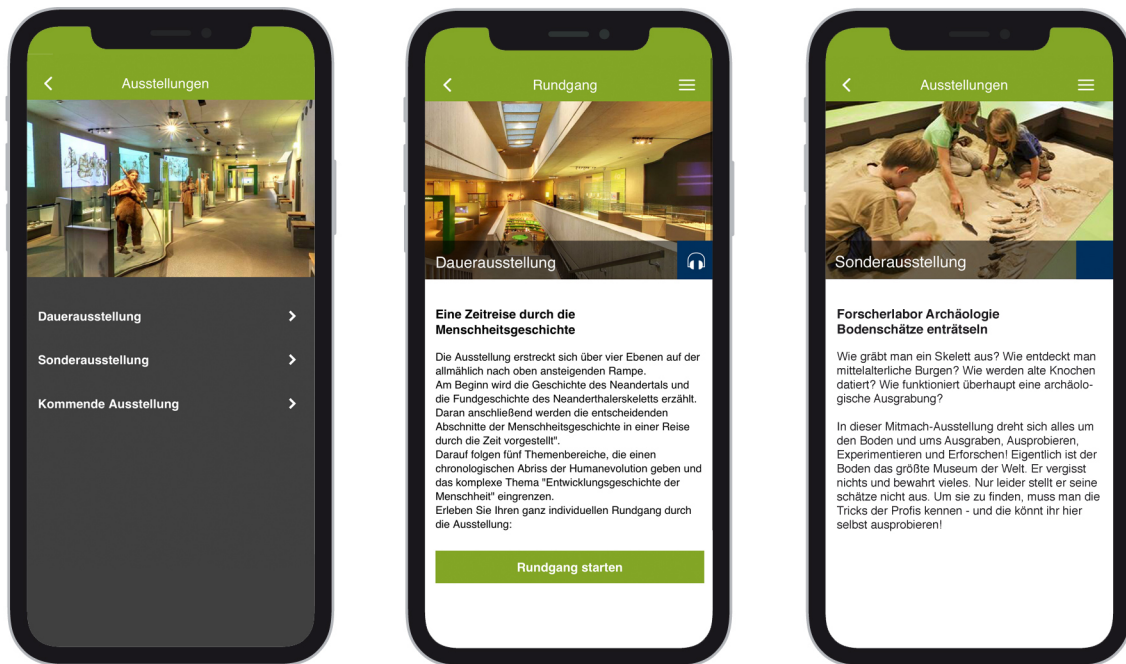 Ausstellungen
Dauerausstellung
Sonderausstellung
Kommende Ausstellung
Rundgang
Dauerausstellung
Eine Zeitreise durch die
Menschheitsgeschichte
Die Ausstellung erstreckt sich über vier Ebenen auf der
allmählich nach oben ansteigenden Rampe.
Am Beginn wird die Geschichte des Neandertals und
die Fundgeschichte des Neanderthalerskeletts erzählt.
Daran anschließend werden die entscheidenden
Abschnitte der Menschheitsgeschichte in einer Reise
durch die Zeit vorgestellt".
Darauf folgen fünf Themenbereiche, die einen
chronologischen Abriss der Humanevolution geben und
das komplexe Thema "Entwicklungsgeschichte der
Menschheit" eingrenzen.
Erleben Sie Ihren ganz individuellen Rundgang durch
die Ausstellung:
Rundgang starten
Ausstellungen
Sonderausstellung
Forscherlabor Archäologie
Bodenschätze enträtseln
Wie gräbt man ein Skelett aus? Wie entdeckt man
mittelalterliche Burgen? Wie werden alte Knochen
datiert? Wie funktioniert überhaupt eine archäolo-
gische Ausgrabung?
In dieser Mitmach-Ausstellung dreht sich alles um
den Boden und ums Ausgraben, Ausprobieren,
Experimentieren und Erforschen! Eigentlich ist der
Boden das größte Museum der Welt. Er vergisst
nichts und bewahrt vieles. Nur leider stellt er seine
schätze nicht aus. Um sie zu finden, muss man die
Tricks der Profis kennen - und die könnt ihr hier
selbst ausprobieren!